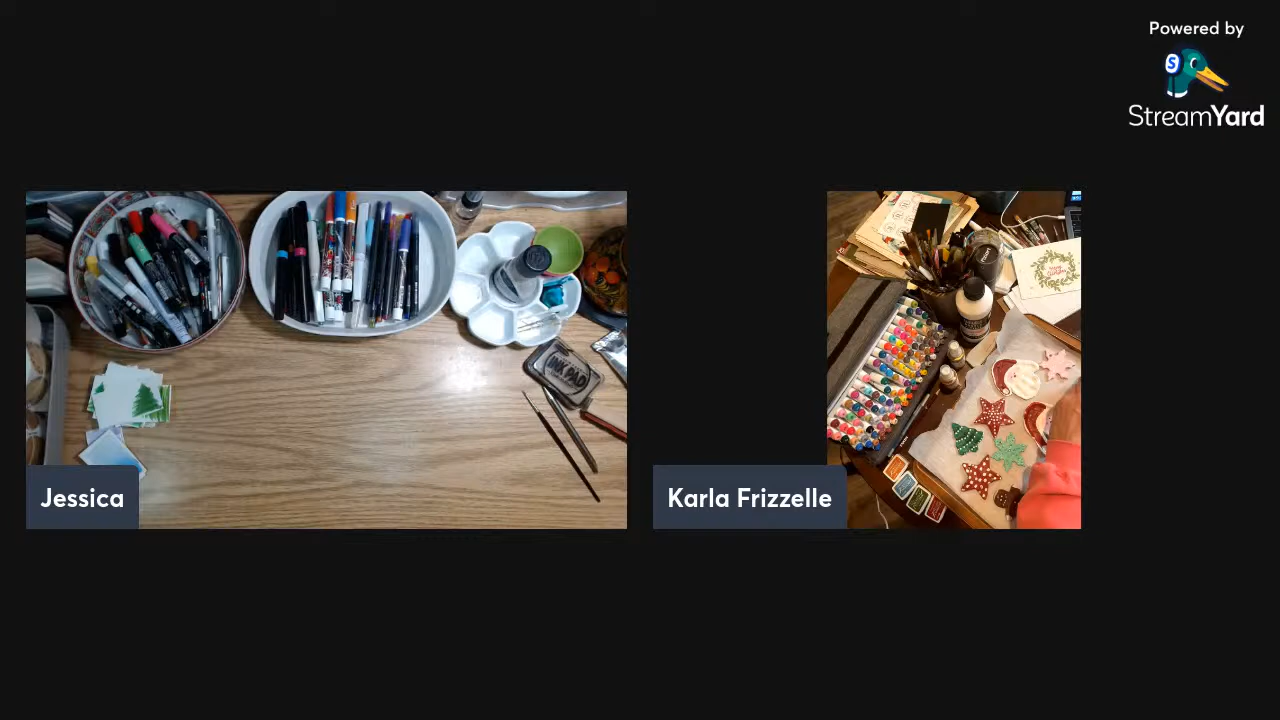 Powered by
S
StreamYard
INK PAD
Jessica
Karla Frizzelle